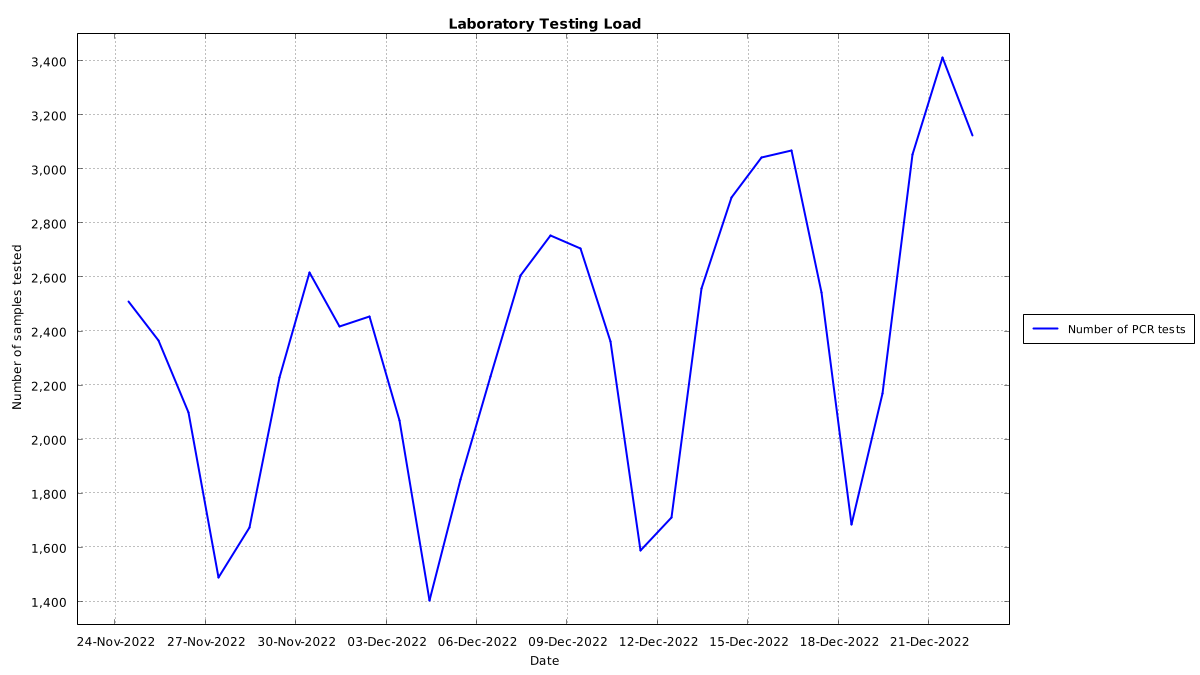 Laboratory Testing Load
3,400
3,200
3,000
2,800
2,600
2,400
2,200
2,000
1,800
1,600
1,400
Number of samples tested
24-Nov-2022 27-Nov-2022 30-Nov-2022 03-Dec-2022 06-Dec-2022 09-Dec-2022 12-Dec-2022 15-Dec-2022 18-Dec-2022 21-Dec-2022
Date
Number of PCR tests